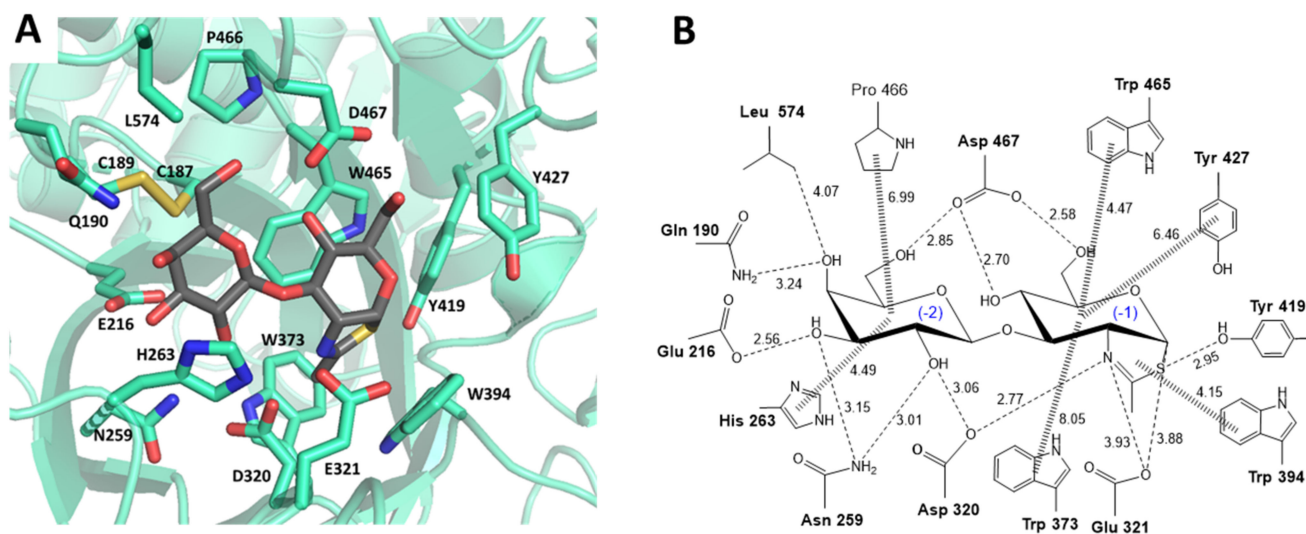 A
P466
L574
D467
C189
C187
W465
Y427
Q190
E216
Y419
H263
W373
W394
N259
D320
E321
B
Pro 466
Trp 465
Leu 574
Asp 467
NH
N
H
Tyr 427
O
O
4.07
6.99
2.58
4.47
Gln 190
2.85
6.46
O
OH
OH
OH
NH2
2.70
OH
3.24
O
HO
O
Tyr 419
O
(-2)
(-1)
H
O
H
O
Glu 216
2.56
O
O
N
S
2.95
4.49
OH
3.06
2.77
4.15
N
H
N
His 263
NH
3.15
3.01
8.05
3.93
3.88
O
H
N
O
NH2
O
O
O
Trp 394
Asn 259
Asp 320
Trp 373
Glu 321